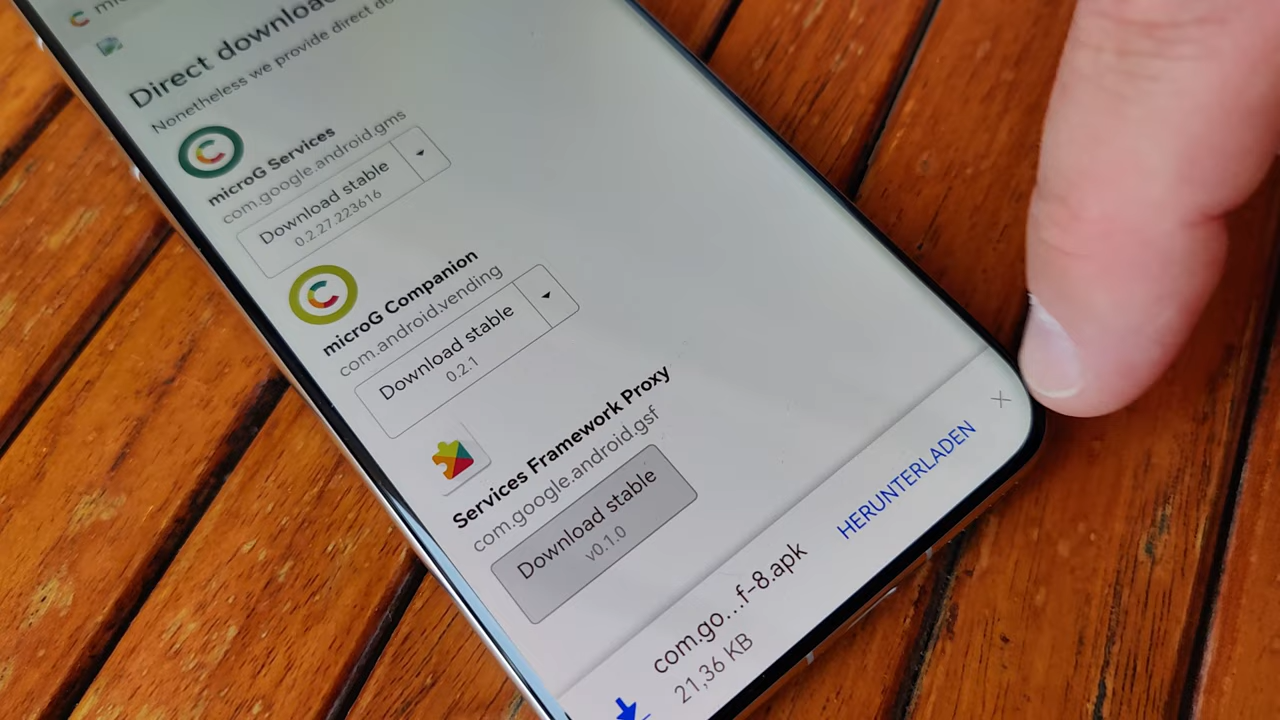 Direct
Nonetheless we provide direct
microG Services
com.google.android.gms
Download stable
0.2.27.223616
microG Companion
com.android.vending
Download stable
0.2.1
Services Framework Proxy
com.google.android.gsf
Download stable
v0.1.0
HERUNTERLADEN
com.go...f-8.apk
21,36 KB